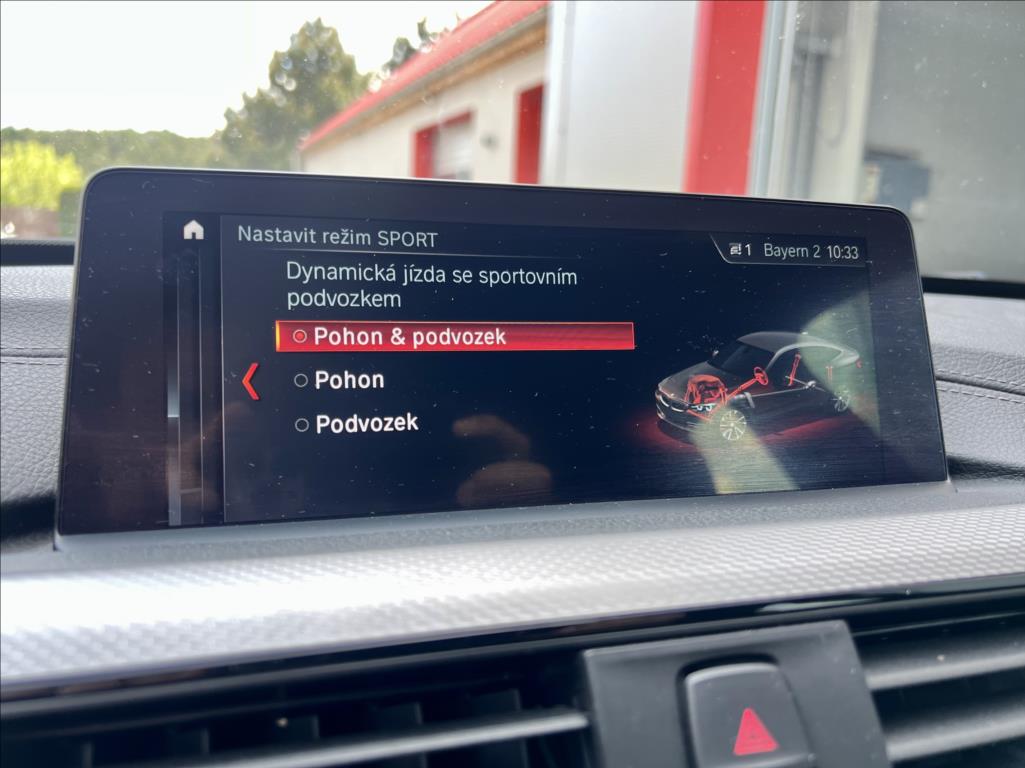 Nastavit režim SPORT
1 Bayern 2 10:33
Dynamická jízda se sportovním
podvozkem
Pohon & podvozek
Pohon
Podvozek